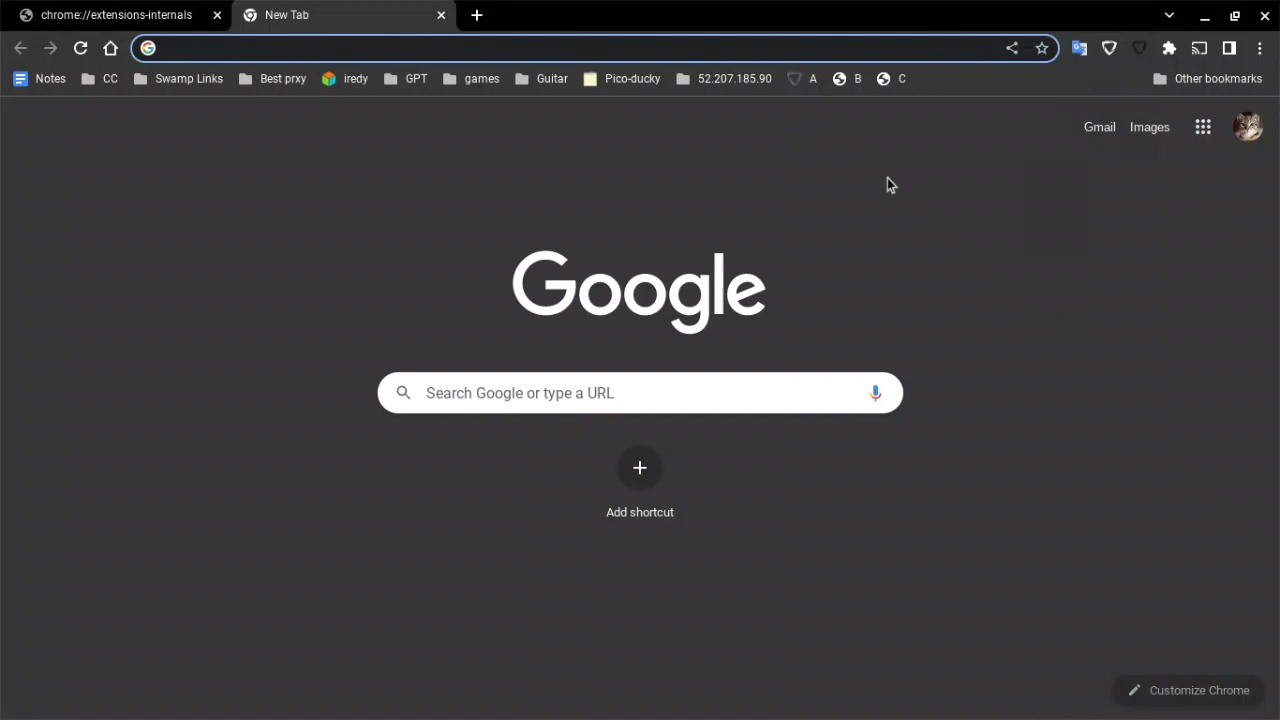 chrome://extensions-internals New Tab
Notes CC Swamp Links Best prxy iredy GPT games Guitar Pico-ducky 52.207.185.90 A B C Other bookmarks
Gmail Images
Google
Search Google or type a URL
Add shortcut
Customize Chrome